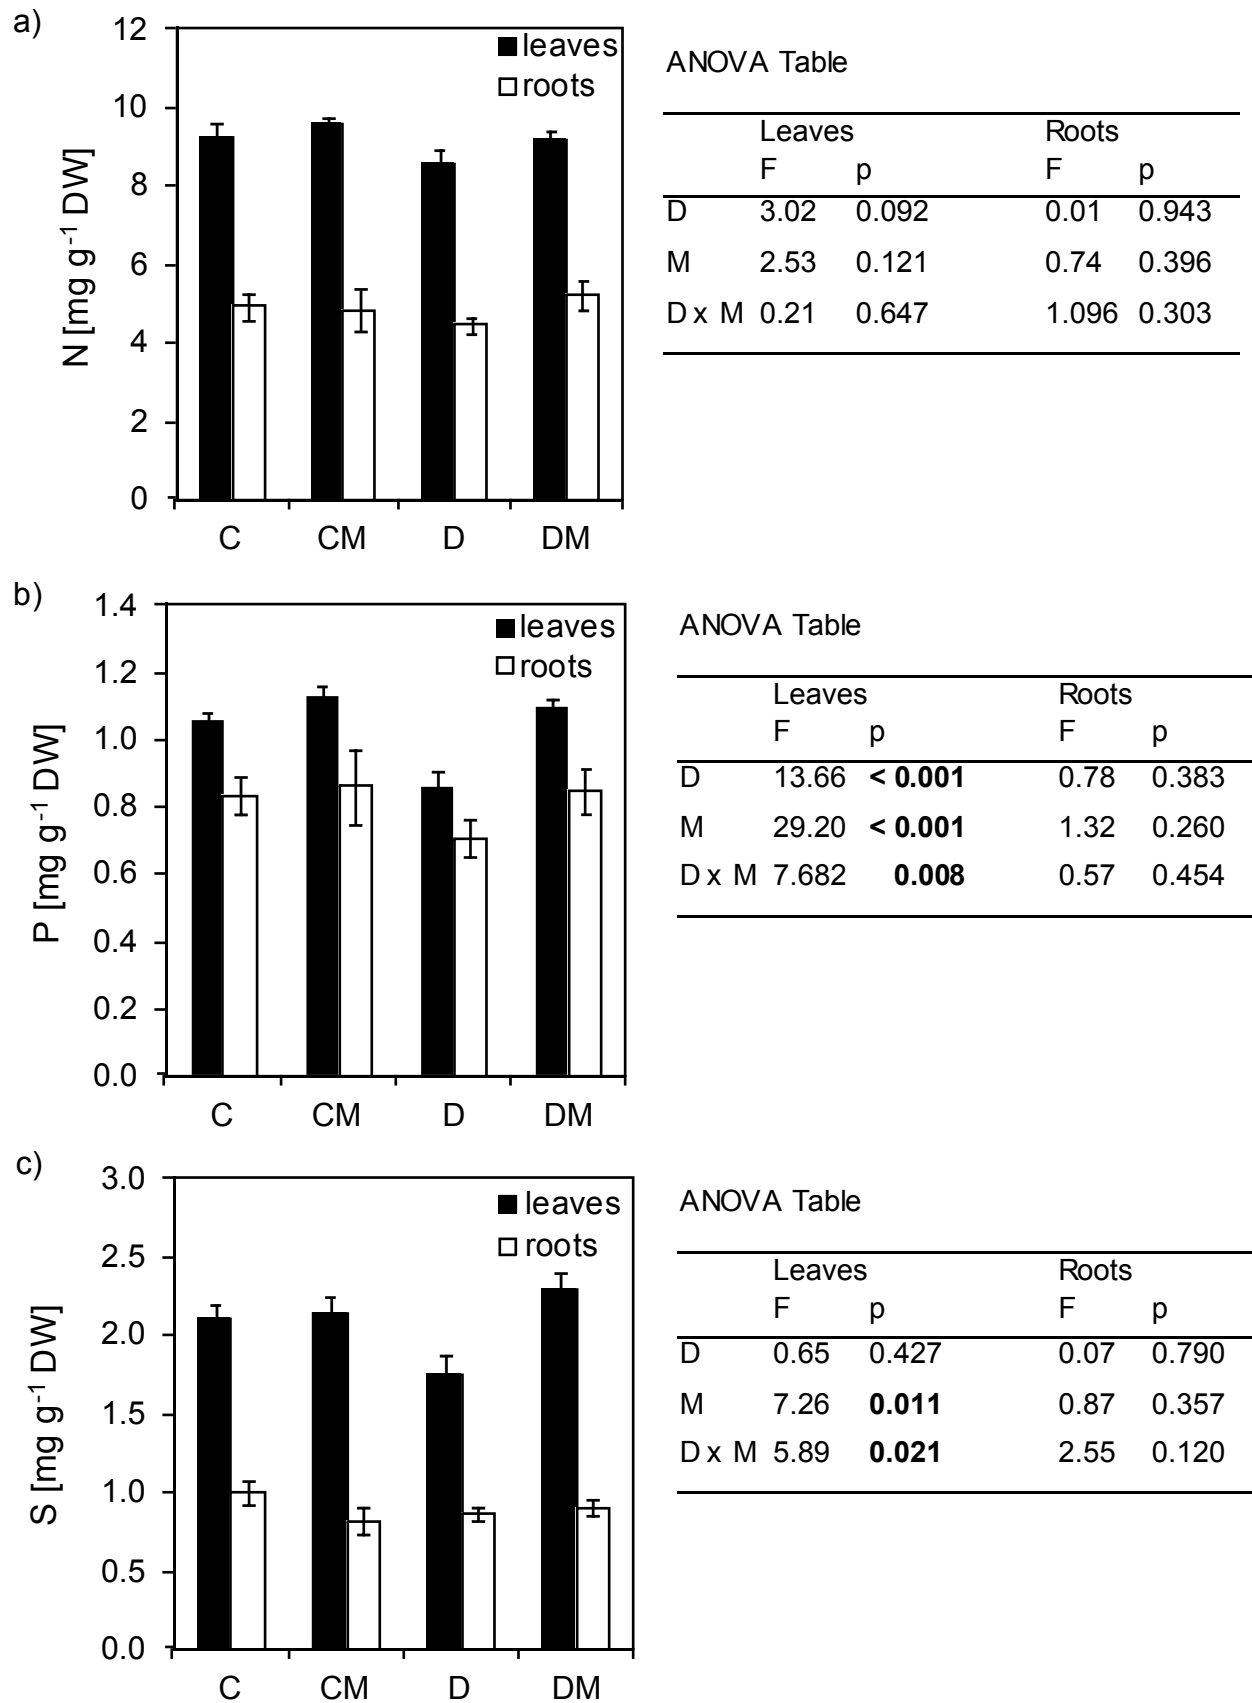 a)
12
10
8
6
4
2
0
N [mg g-1 DW]
leaves
roots
C CM D DM
ANOVA Table
Leaves Roots
F p F p
D 3.02 0.092 0.01 0.943
M 2.53 0.121 0.74 0.396
D x M 0.21 0.647 1.096 0.303
b)
1.4
1.2
1.0
0.8
0.6
0.4
0.2
0.0
P [mg g-1 DW]
leaves
roots
C CM D DM
ANOVA Table
Leaves Roots
F p F p
D 13.66 < 0.001 0.78 0.383
M 29.20 < 0.001 1.32 0.260
D x M 7.682 0.008 0.57 0.454
c)
3.0
2.5
2.0
1.5
1.0
0.5
0.0
S [mg g-1 DW]
leaves
roots
C CM D DM
ANOVA Table
Leaves Roots
F p F p
D 0.65 0.427 0.07 0.790
M 7.26 0.011 0.87 0.357
D x M 5.89 0.021 2.55 0.120